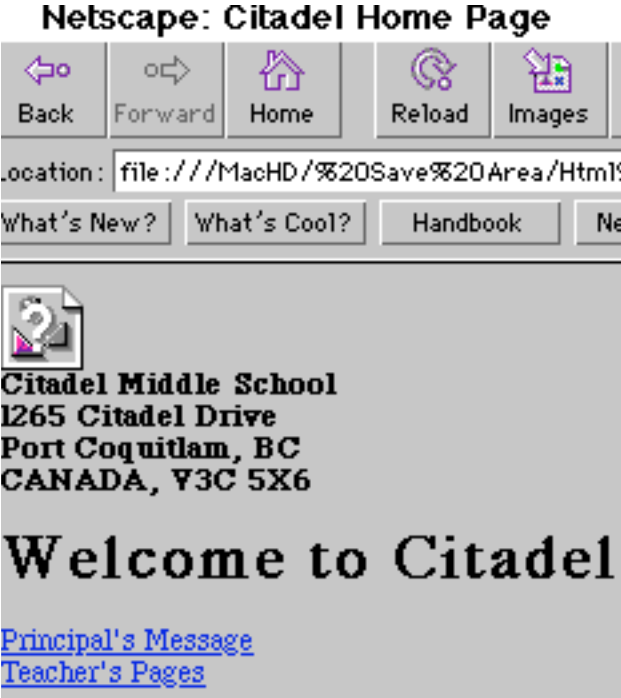 Netscape: Citadel Home Page
Back Forward Home Reload Images
Location: file:///MacHD/%20Save%20Area/Html%
What's New? What's Cool? Handbook Ne
Citadel Middle School
1265 Citadel Drive
Port Coquitlam, BC
CANADA, V3C 5X6
Welcome to Citadel
Principal's Message
Teacher's Pages